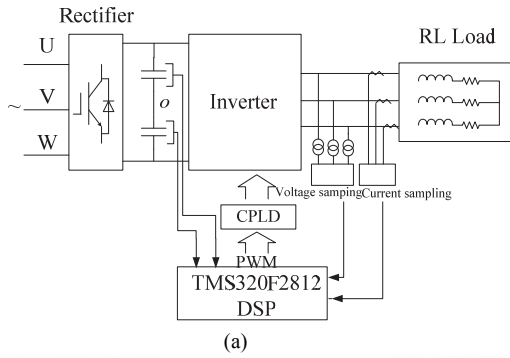 Rectifier
RL Load
U
V
W
~
o
Inverter
Voltage samping
Current sampling
CPLD
PWM
TMS320F2812
DSP
(a)